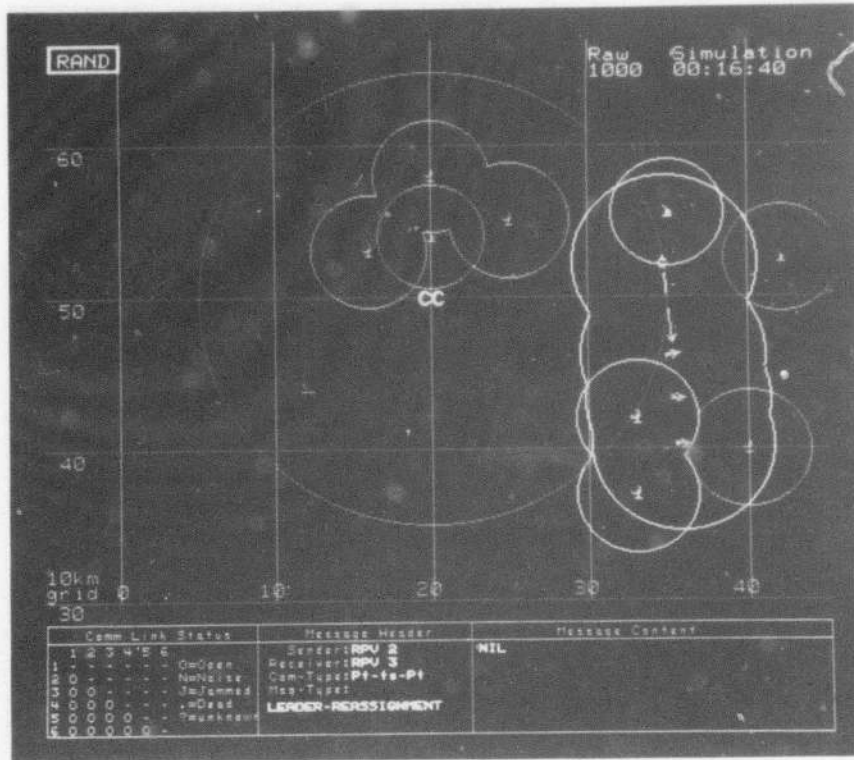 RAND
Raw Simulation
1000 00:16:40
60
50
CC
40
10km
grid 0 10 20 30 40
30
Comm Link Status
1 2 3 4 5 6
1 - - - - - - O=Open
2 O - - - - - N=Noise
3 O O - - - - J=Jammed
4 O O O - - - .=Dead
5 O O O O - - ?=unknown
6 O O O O O -
Message Header
Sender: RPV 2
Receiver: RPV 3
Com-Type: Pt-to-Pt
Msg-Type:
LEADER-REASSIGNMENT
Message Content
NIL